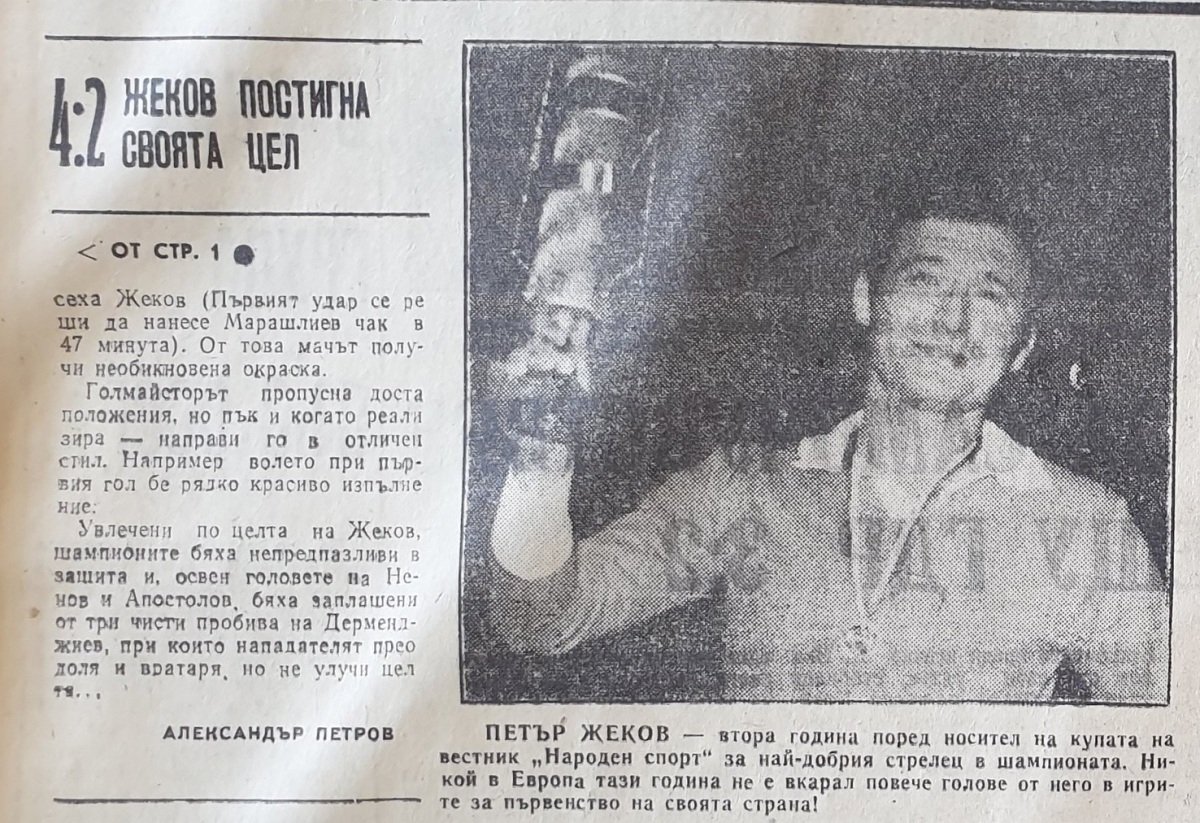 4:2 ЖЕКОВ ПОСТИГНА
СВОЯТА ЦЕЛ
< ОТ СТР. 1 ●
сеха Жеков (Първият удар се ре
ши да нанесе Марашлиев чак в
47 минута). От това мачът полу-
чи необикновена окраска.
Голмайсторът пропусна доста
положения, но пък и когато реали
зира — направи го в отличен
стил. Например волето при пър-
вия гол бе рядко красиво изпълне
ние.
Увлечени по целта на Жеков,
шампионите бяха непредпазливи в
защита и, освен головете на Не-
нов и Апостолов, бяха заплашени
от три чисти пробива на Дерменд-
жиев, при които нападателят прео
доля и вратаря, но не улучи цел
та...
АЛЕКСАНДЪР ПЕТРОВ
ПЕТЪР ЖЕКОВ — втора година поред носител на купата на
вестник „Народен спорт“ за най-добрия стрелец в шампионата. Ни-
кой в Европа тази година не е вкарал повече голове от него в игри-
те за първенство на своята страна!